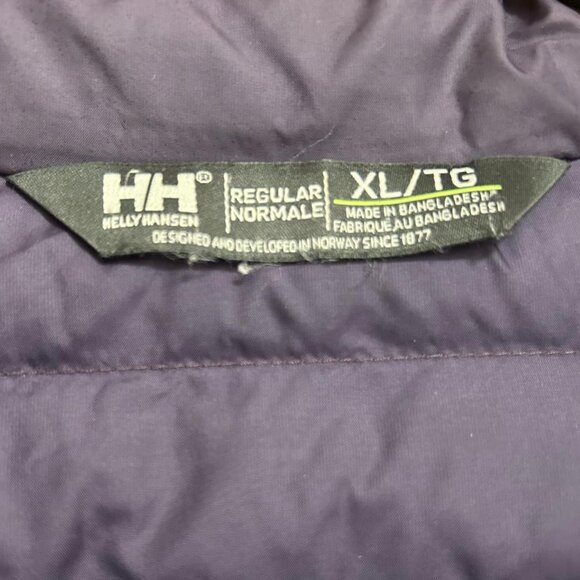 HH®
HELLY HANSEN
REGULAR
NORMALE
XL/TG
MADE IN BANGLADESH
FABRIQUÉ AU BANGLADESH
DESIGNED AND DEVELOPED IN NORWAY SINCE 1877